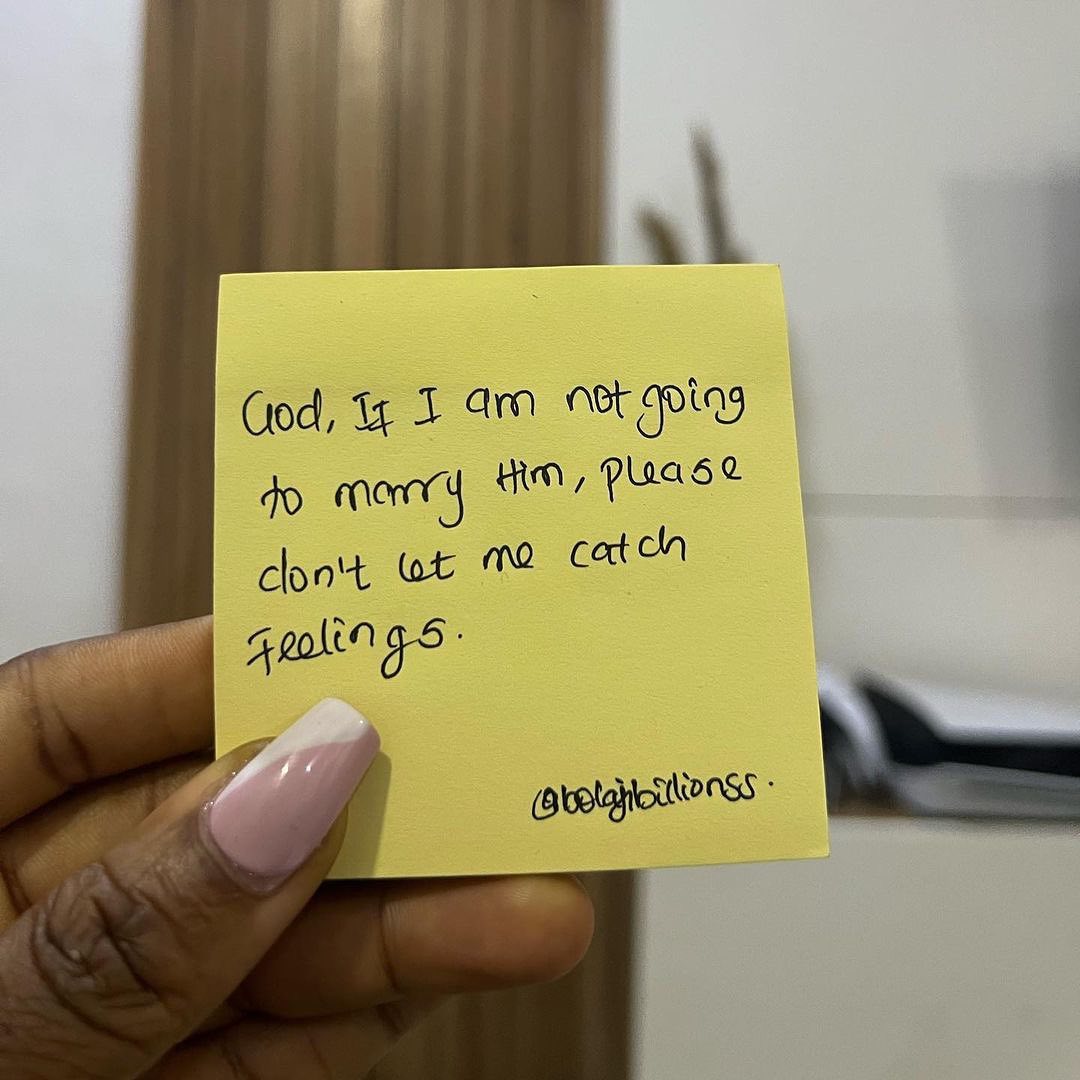 God, If I am not going
to marry Him, please
don't let me catch
Feelings.
@bolajibillionss.